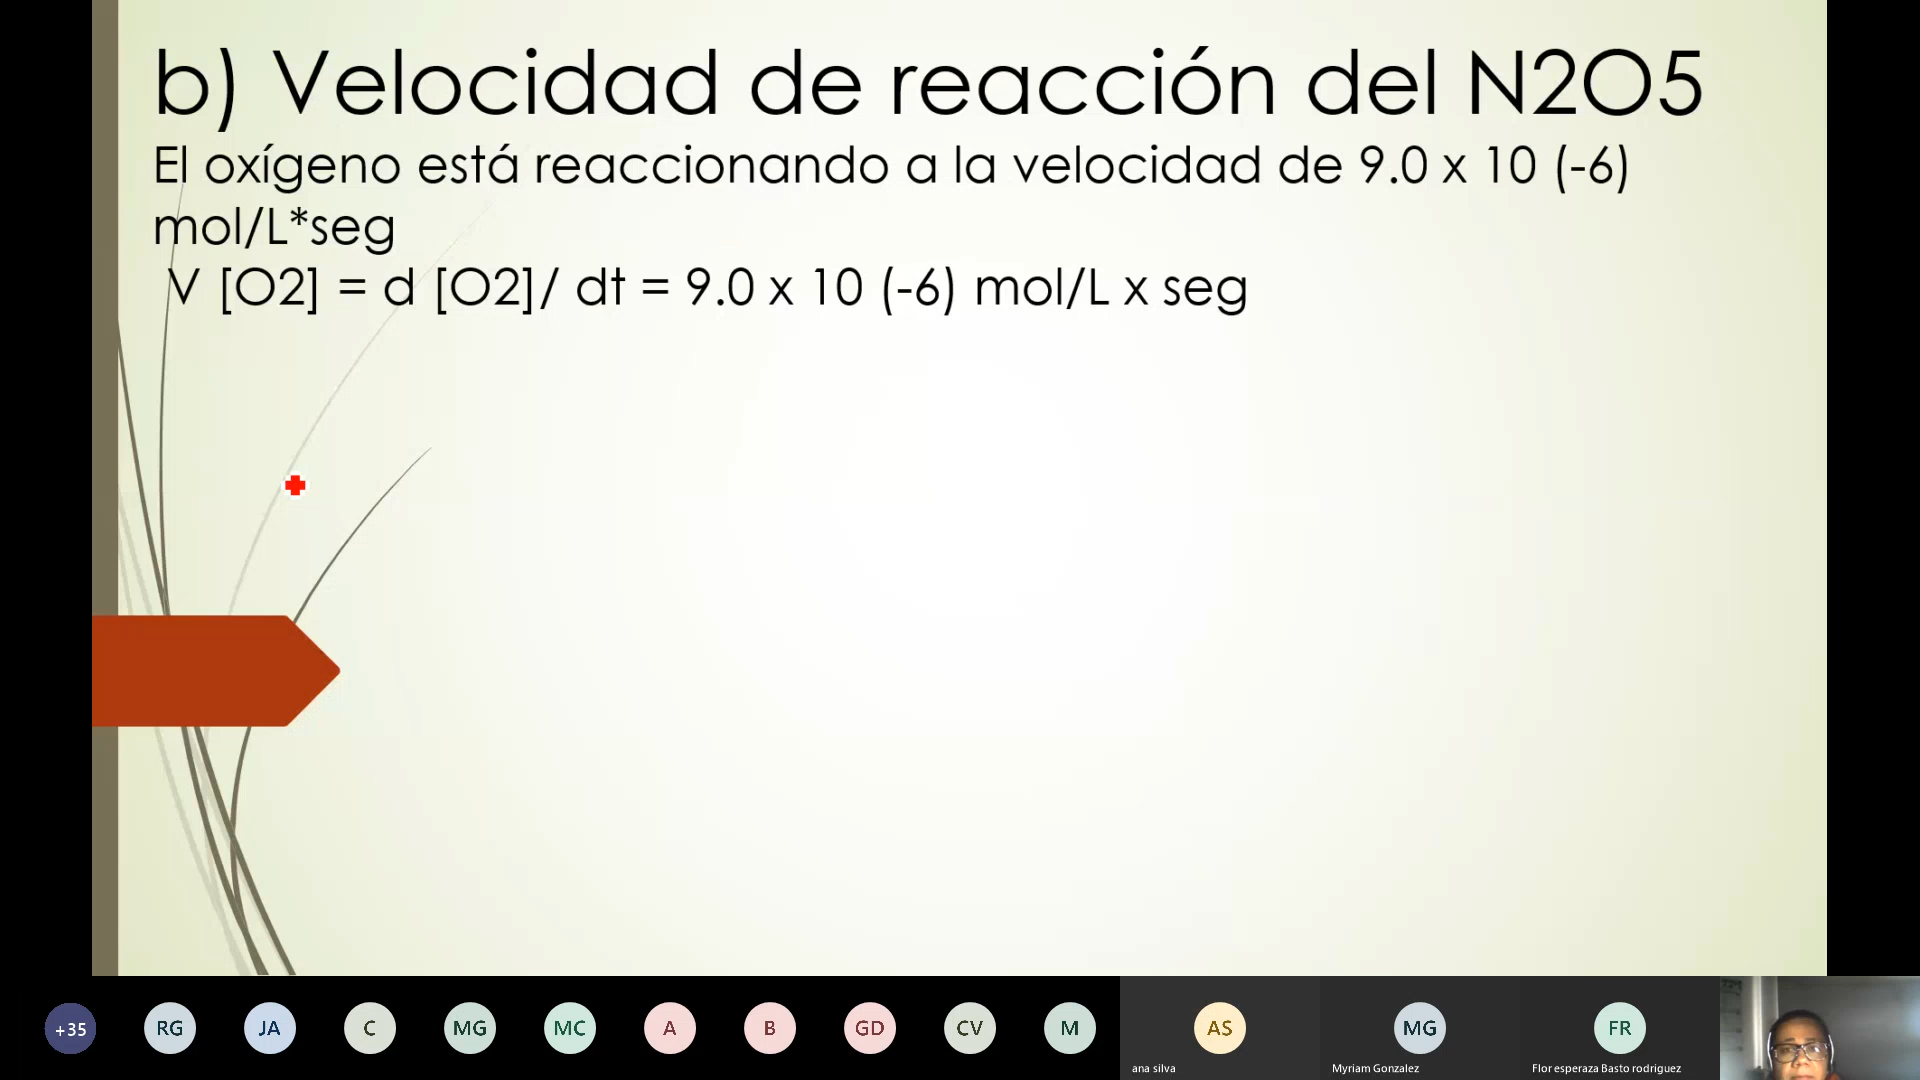 b) Velocidad de reacción del N2O5
El oxígeno está reaccionando a la velocidad de 9.0 x 10 (-6)
mol/L*seg
V [O2] = d [O2]/ dt = 9.0 x 10 (-6) mol/L x seg
+35 RG JA C MG MC A B GD CV M AS MG FR
ana silva Myriam Gonzalez Flor esperaza Basto rodriguez